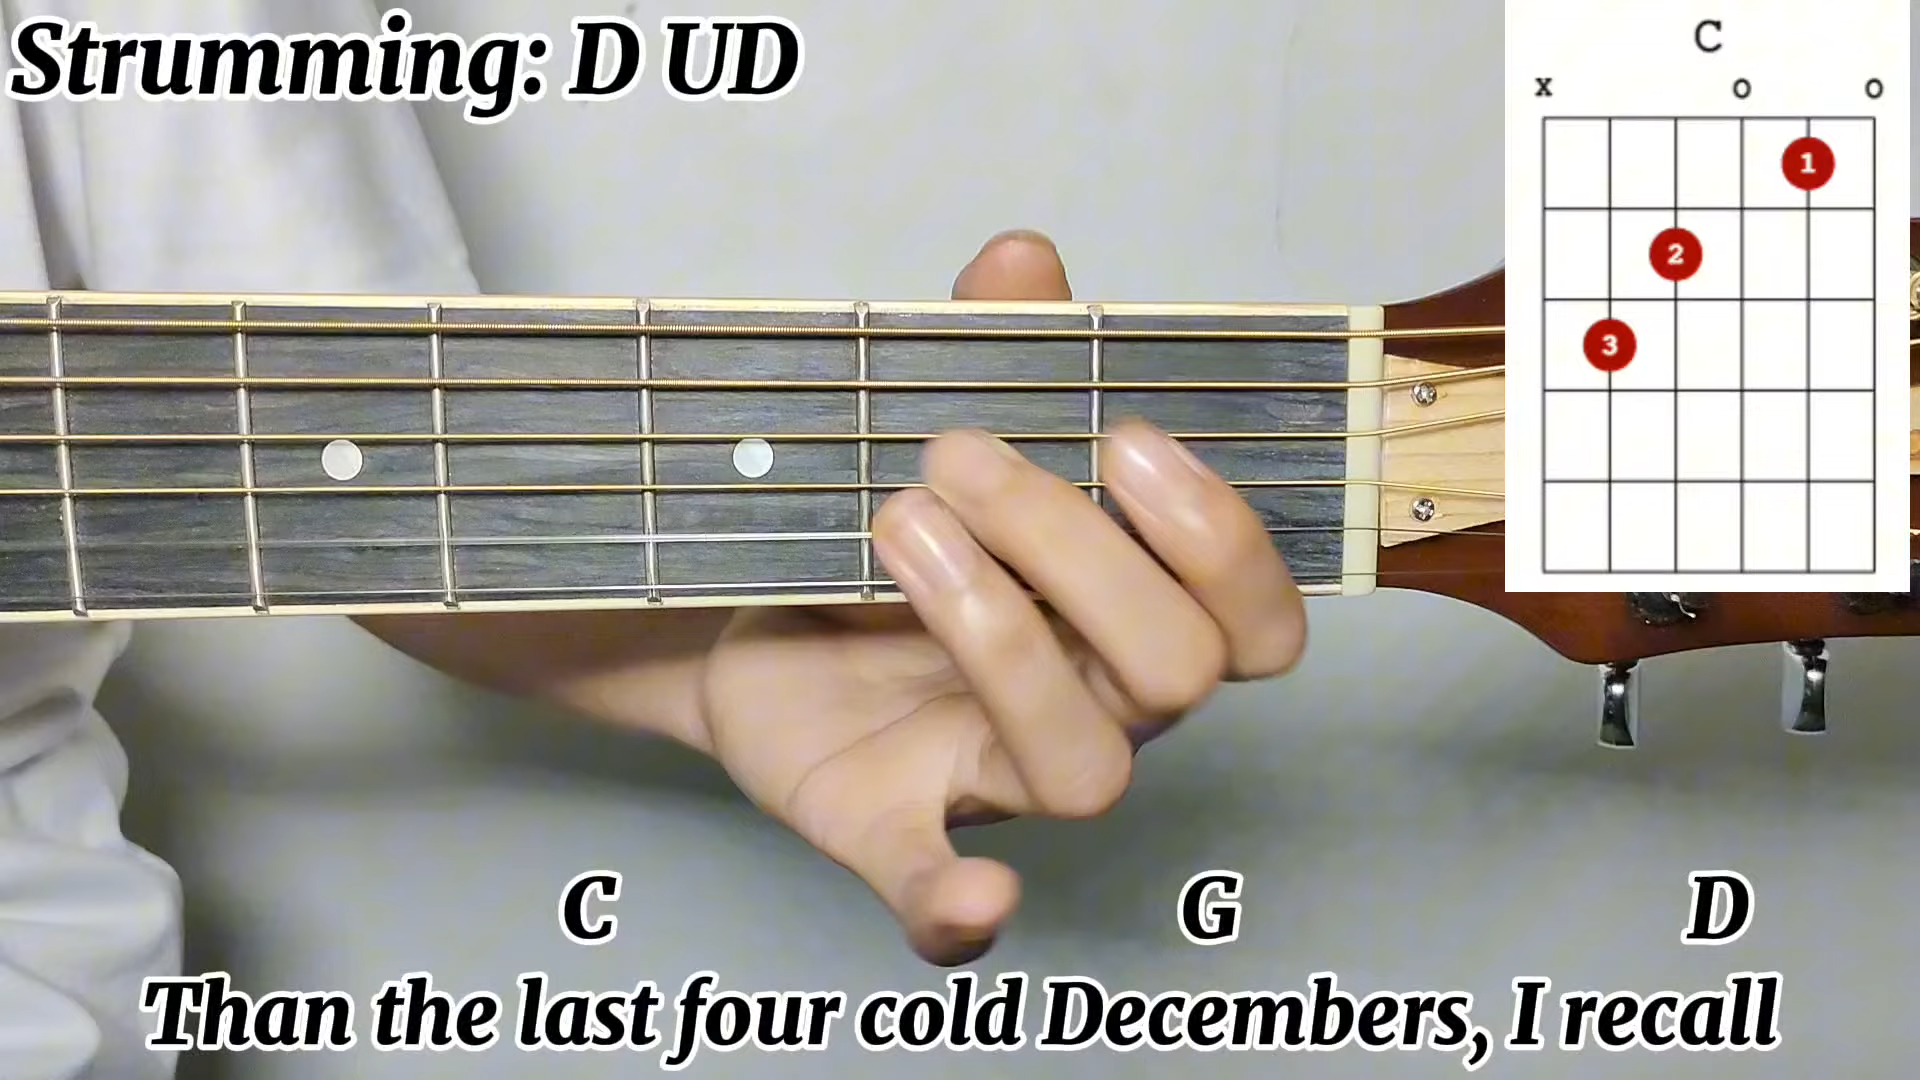 Strumming: D UD
C
x o o
1
2
3
C G D
Than the last four cold Decembers, I recall